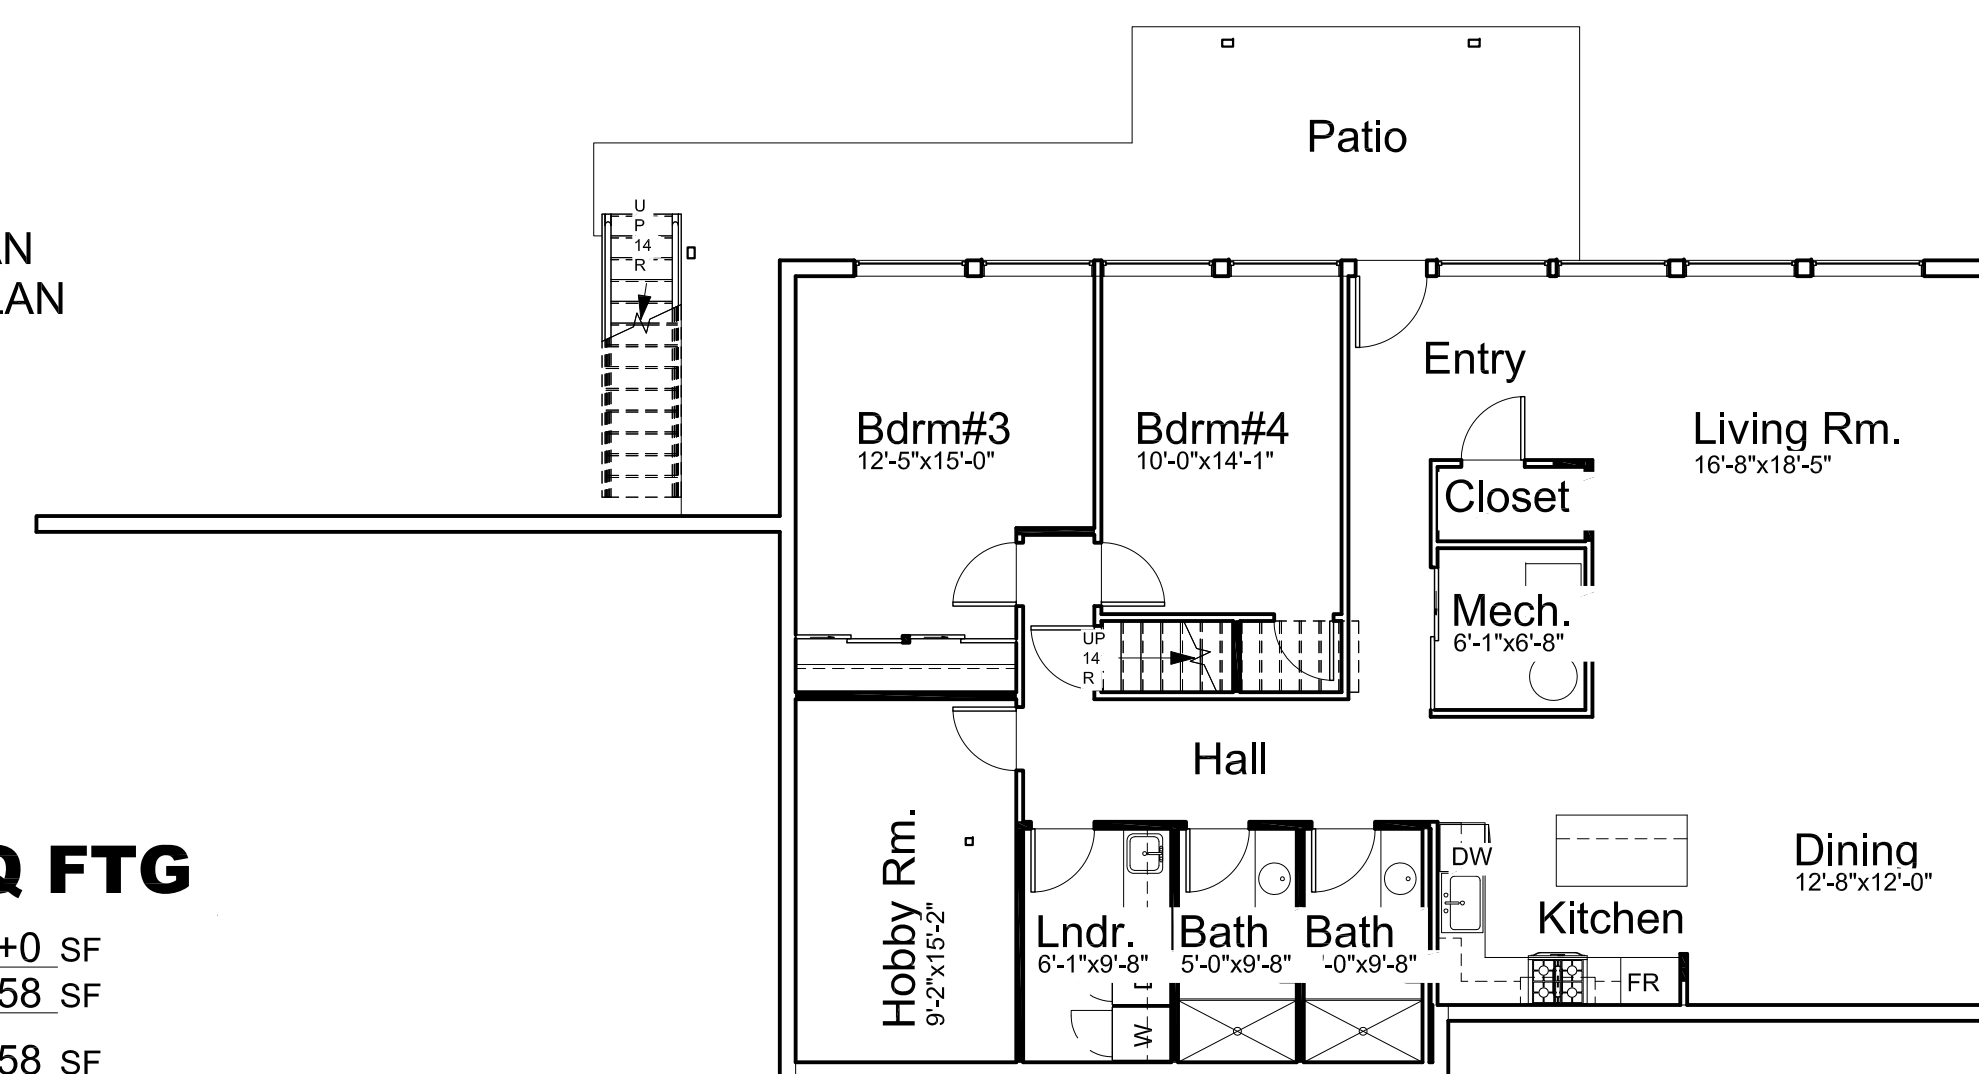 Patio
U
P
14
R
AN
LAN
Entry
Bdrm#3
12'-5"x15'-0"
Bdrm#4
10'-0"x14'-1"
Living Rm.
16'-8"x18'-5"
Closet
Mech.
6'-1"x6'-8"
UP
14
R
Hall
Hobby Rm.
9'-2"x15'-2"
DW
Dining
12'-8"x12'-0"
Q FTG
Kitchen
Lndr.
6'-1"x9'-8"
Bath
5'-0"x9'-8"
Bath
'-0"x9'-8"
+0 SF
58 SF
FR
W
58 SF